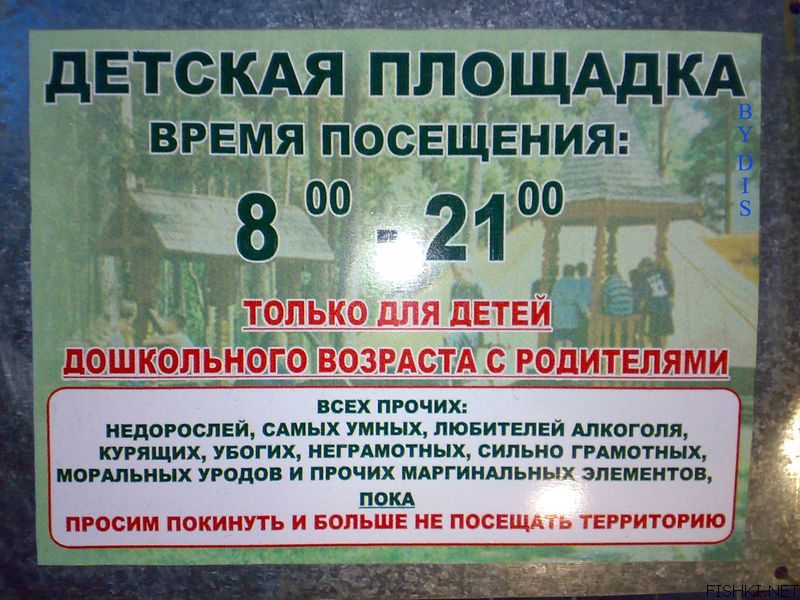 ДЕТСКАЯ ПЛОЩАДКА
ВРЕМЯ ПОСЕЩЕНИЯ:
8 00 - 21 00
ТОЛЬКО ДЛЯ ДЕТЕЙ
ДОШКОЛЬНОГО ВОЗРАСТА С РОДИТЕЛЯМИ
ВСЕХ ПРОЧИХ:
НЕДОРОСЛЕЙ, САМЫХ УМНЫХ, ЛЮБИТЕЛЕЙ АЛКОГОЛЯ,
КУРЯЩИХ, УБОГИХ, НЕГРАМОТНЫХ, СИЛЬНО ГРАМОТНЫХ,
МОРАЛЬНЫХ УРОДОВ И ПРОЧИХ МАРГИНАЛЬНЫХ ЭЛЕМЕНТОВ,
ПОКА
ПРОСИМ ПОКИНУТЬ И БОЛЬШЕ НЕ ПОСЕЩАТЬ ТЕРРИТОРИЮ
BY DIS
FISHKI.NET